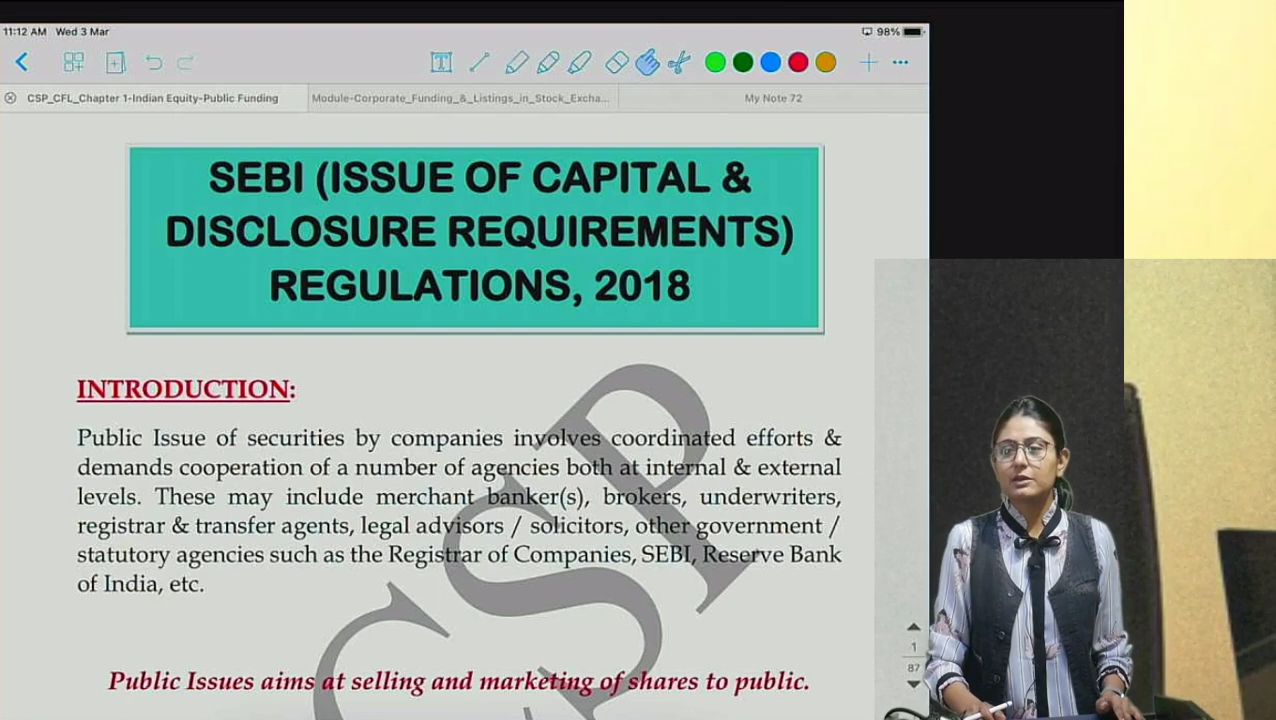 11:12 AM Wed 3 Mar
98%
CSP_CFL_Chapter 1-Indian Equity-Public Funding
Module-Corporate_Funding_&_Listings_in_Stock_Excha...
My Note 72
SEBI (ISSUE OF CAPITAL &
DISCLOSURE REQUIREMENTS)
REGULATIONS, 2018
INTRODUCTION:
Public Issue of securities by companies involves coordinated efforts &
demands cooperation of a number of agencies both at internal & external
levels. These may include merchant banker(s), brokers, underwriters,
registrar & transfer agents, legal advisors / solicitors, other government /
statutory agencies such as the Registrar of Companies, SEBI, Reserve Bank
of India, etc.
CSP
Public Issues aims at selling and marketing of shares to public.
1
87